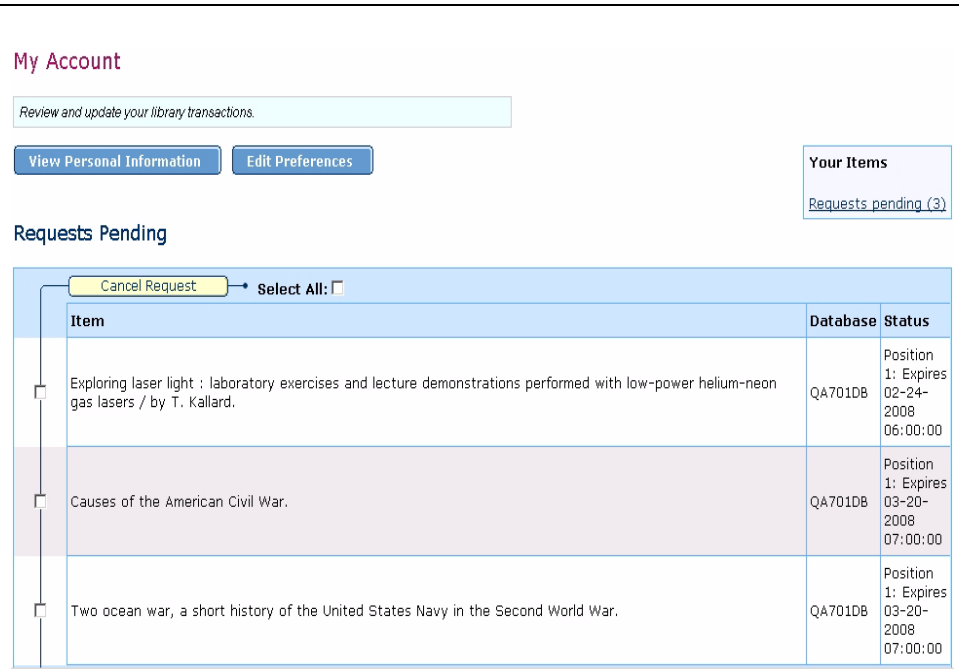 My Account
Review and update your library transactions.
View Personal Information Edit Preferences
Your Items
Requests pending (3)
Requests Pending
Cancel Request Select All:
Item Database Status
Exploring laser light : laboratory exercises and lecture demonstrations performed with low-power helium-neon
gas lasers / by T. Kallard.
QA701DB
Position
1: Expires
02-24-
2008
06:00:00
Causes of the American Civil War.
QA701DB
Position
1: Expires
03-20-
2008
07:00:00
Two ocean war, a short history of the United States Navy in the Second World War.
QA701DB
Position
1: Expires
03-20-
2008
07:00:00